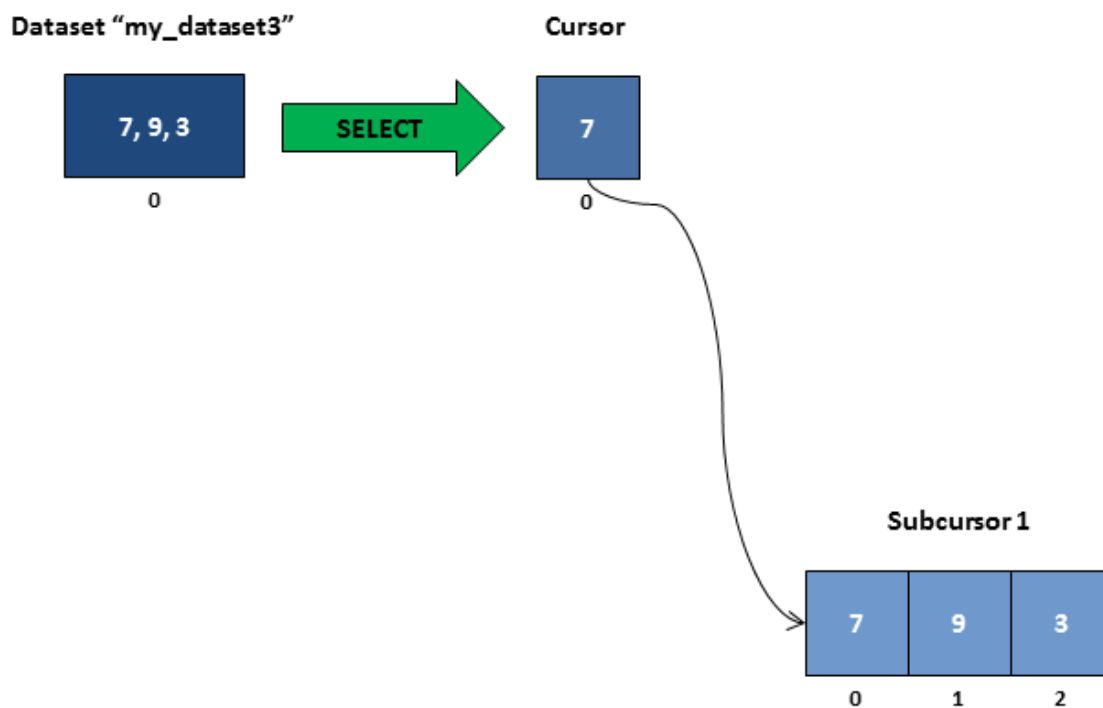 Dataset “my_dataset3”
Cursor
7, 9, 3
SELECT
7
0
0
Subcursor 1
7
9
3
0
1
2